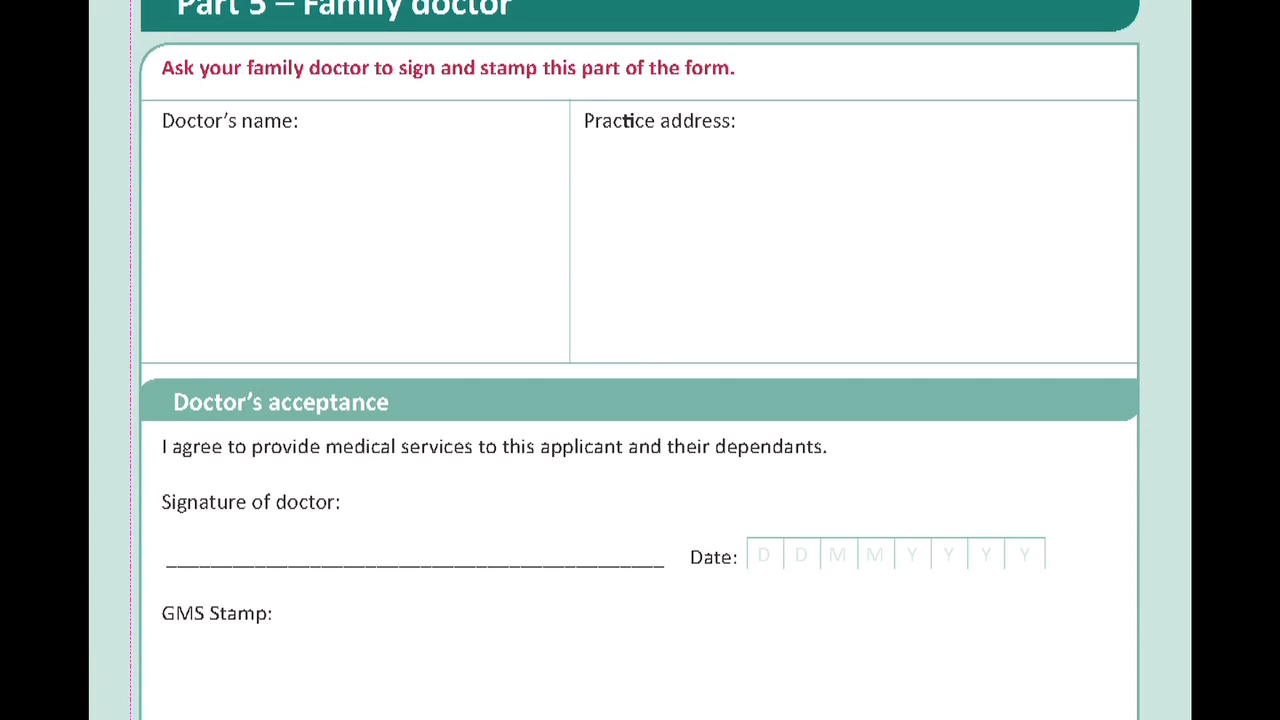 Part 5 – Family doctor
Ask your family doctor to sign and stamp this part of the form.
Doctor’s name:
Practice address:
Doctor’s acceptance
I agree to provide medical services to this applicant and their dependants.
Signature of doctor:
Date: D D M M Y Y Y Y
GMS Stamp: